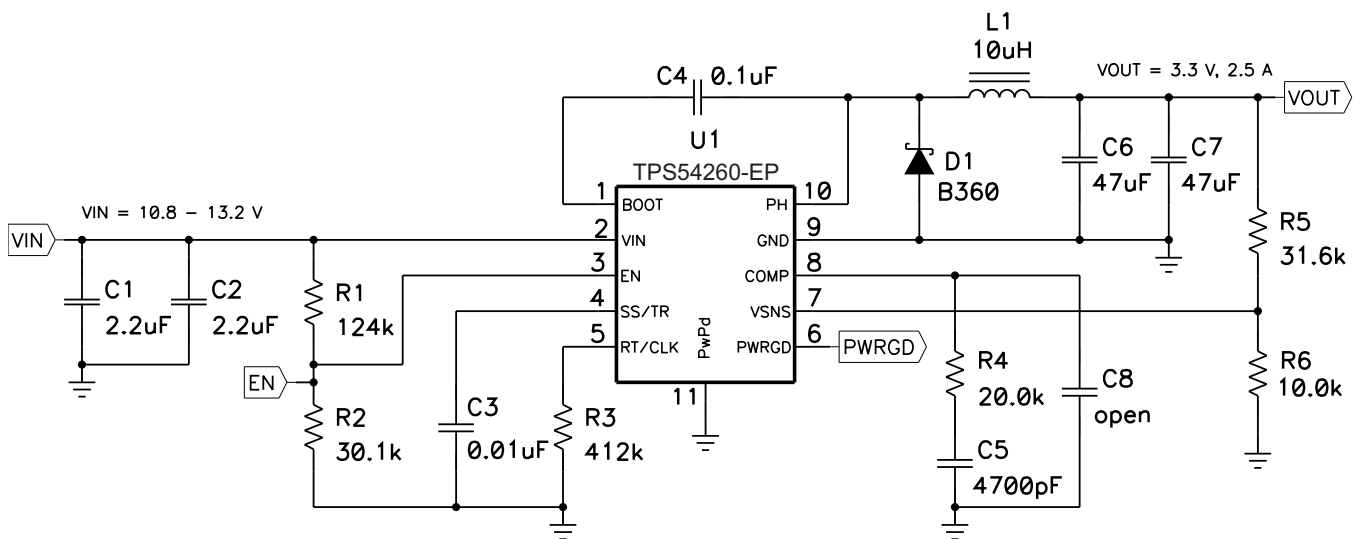 L1
10uH
C4 0.1uF
VOUT = 3.3 V, 2.5 A
VOUT
U1
TPS54260-EP
C6
47uF
C7
47uF
D1
B360
1
BOOT
PH
10
VIN = 10.8 – 13.2 V
VIN
2
VIN
GND
9
R5
31.6k
3
EN
COMP
8
C1
2.2uF
C2
2.2uF
R1
124k
4
SS/TR
VSNS
7
5
RT/CLK
PwPd
PWRGD
6
PWRGD
11
EN
R4
20.0k
C8
open
R6
10.0k
R2
30.1k
C3
0.01uF
R3
412k
C5
4700pF